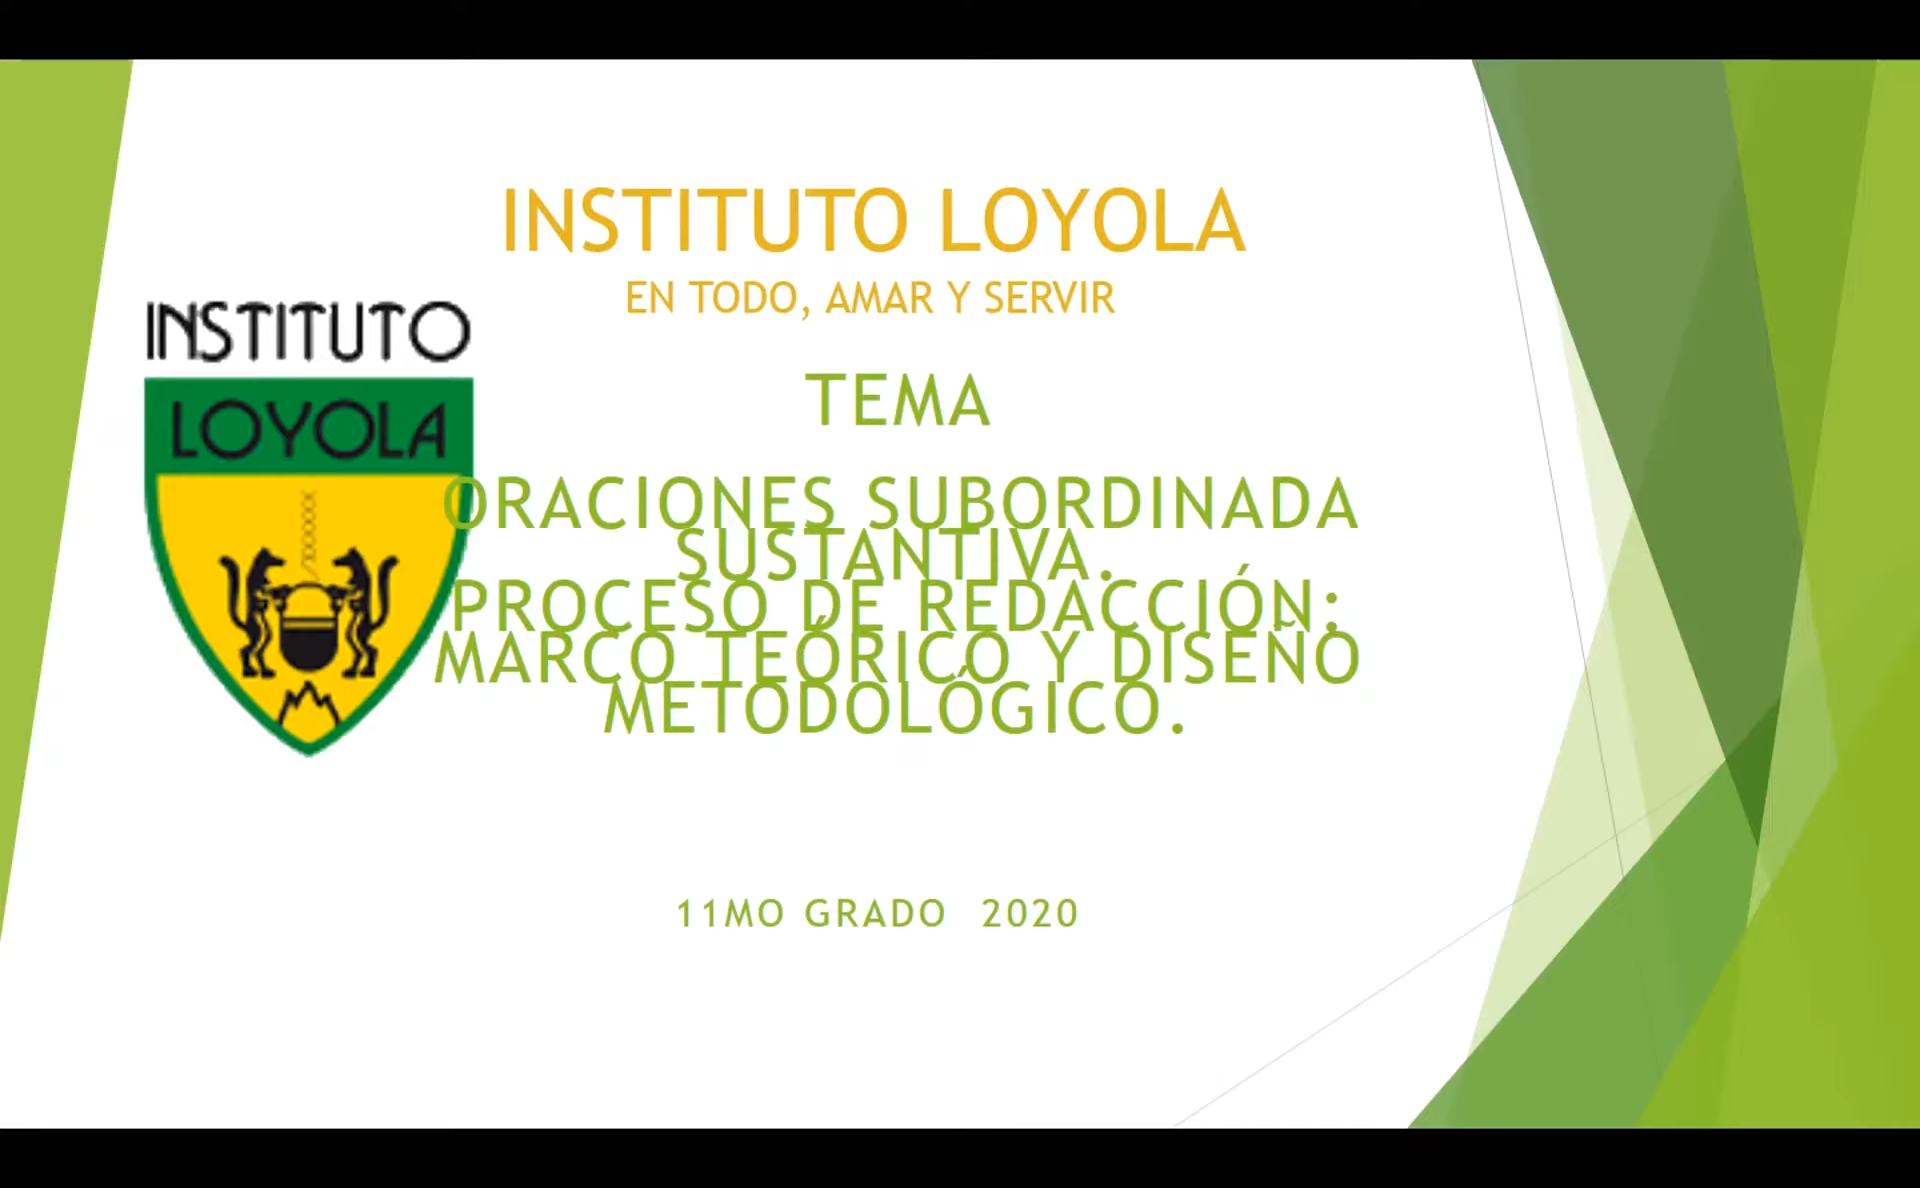 INSTITUTO LOYOLA
EN TODO, AMAR Y SERVIR
INSTITUTO
LOYOLA
TEMA
ORACIONES SUBORDINADA
SUSTANTIVA.
PROCESO DE REDACCIÓN:
MARCO TEÓRICO Y DISEÑO
METODOLÓGICO.
11MO GRADO  2020